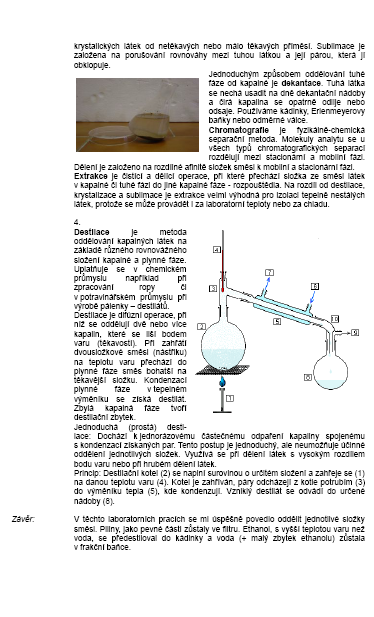 krystalických látek od netěkavých nebo málo těkavých příměsí. Sublimace je
založena na porušování rovnováhy mezi tuhou látkou a její párou, která ji
obklopuje.
Jednoduchým způsobem oddělování tuhé
fáze od kapalné je dekantace. Tuhá látka
se nechá usadit na dně dekantační nádoby
a čirá kapalina se opatrně odlije nebo
odsaje. Používáme kádinky, Erlenmeyerovy
baňky nebo odměrné válce.
Chromatografie je fyzikálně-chemická
separační metoda. Molekuly analytu se u
všech typů chromatografických separací
rozdělují mezi stacionární a mobilní fázi.
Dělení je založeno na rozdílné afinitě složek směsi k mobilní a stacionární fázi.
Extrakce je čisticí a dělicí operace, při které přechází složka ze směsi látek
v kapalné či tuhé fázi do jiné kapalné fáze - rozpouštědla. Na rozdíl od destilace,
krystalizace a sublimace je extrakce velmi výhodná pro izolaci tepelně nestálých
látek, protože se může provádět i za laboratorní teploty nebo za chladu.
4.
Destilace je metoda
oddělování kapalných látek na
základě různého rovnovážného
složení kapalné a plynné fáze.
Uplatňuje se v chemickém
průmyslu například při
zpracování ropy či
v potravinářském průmyslu při
výrobě pálenky – destilátů.
Destilace je difúzní operace, při
níž se oddělují dvě nebo více
kapalin, které se liší bodem
varu (těkavostí). Při zahřátí
dvousložkové směsi (nástřiku)
na teplotu varu přechází do
plynné fáze směs bohatší na
těkavější složku. Kondenzací
plynné fáze v tepelném
výměníku se získá destilát.
Zbylá kapalná fáze tvoří
destilační zbytek.
Jednoduchá (prostá) desti-
lace: Dochází k jednorázovému částečnému odpaření kapaliny spojenému
s kondenzací získaných par. Tento postup je jednoduchý, ale neumožňuje účinné
oddělení jednotlivých složek. Využívá se při dělení látek s vysokým rozdílem
bodu varu nebo při hrubém dělení látek.
Princip: Destilační kotel (2) se naplní surovinou o určitém složení a zahřeje se (1)
na danou teplotu varu (4). Kotel je zahříván, páry odcházejí z kotle potrubím (3)
do výměníku tepla (5), kde kondenzují. Vzniklý destilát se odvádí do určené
nádoby (8).
4
7
6
3
5
10
9
2
8
1
Závěr:
V těchto laboratorních pracích se mi úspěšně povedlo oddělit jednotlivé složky
směsi. Piliny, jako pevné části zůstaly ve filtru. Ethanol, s vyšší teplotou varu než
voda, se předestiloval do kádinky a voda (+ malý zbytek ethanolu) zůstala
v frakční baňce.